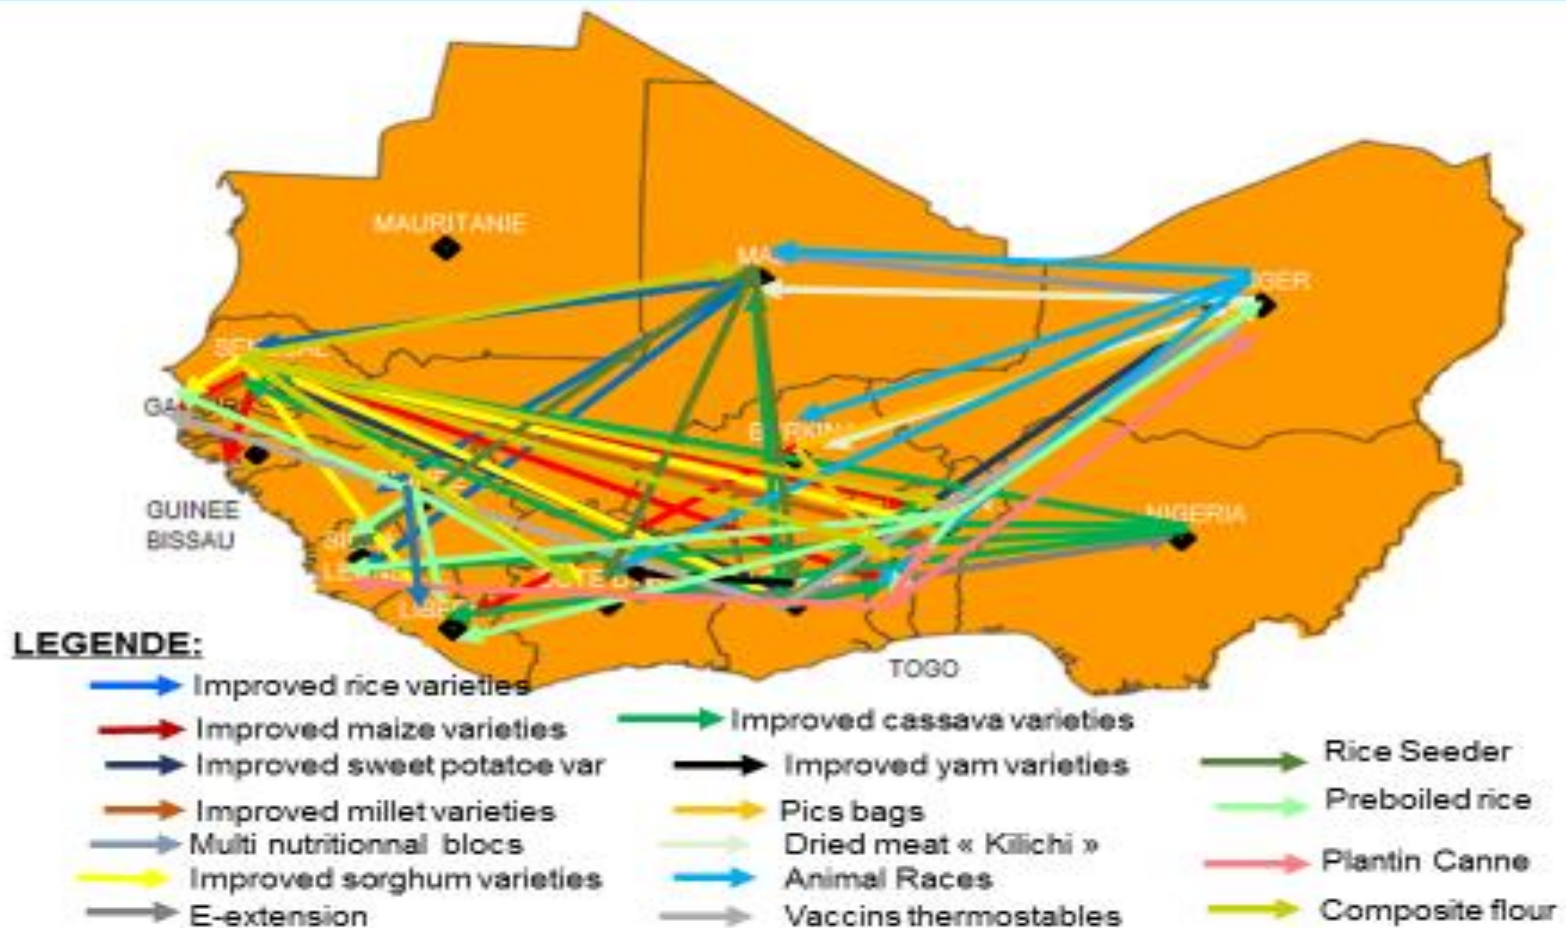 MAURITANIE
NIGERIA
GUINEE
BISSAU
TOGO
LEGENDE:
Improved rice varieties
Improved maize varieties
Improved sweet potatoe var
Improved millet varieties
Multi nutritionnal blocs
Improved sorghum varieties
E-extension
Improved cassava varieties
Improved yam varieties
Pics bags
Dried meat « Kilichi »
Animal Races
Vaccins thermostables
Rice Seeder
Preboiled rice
Plantin Canne
Composite flour